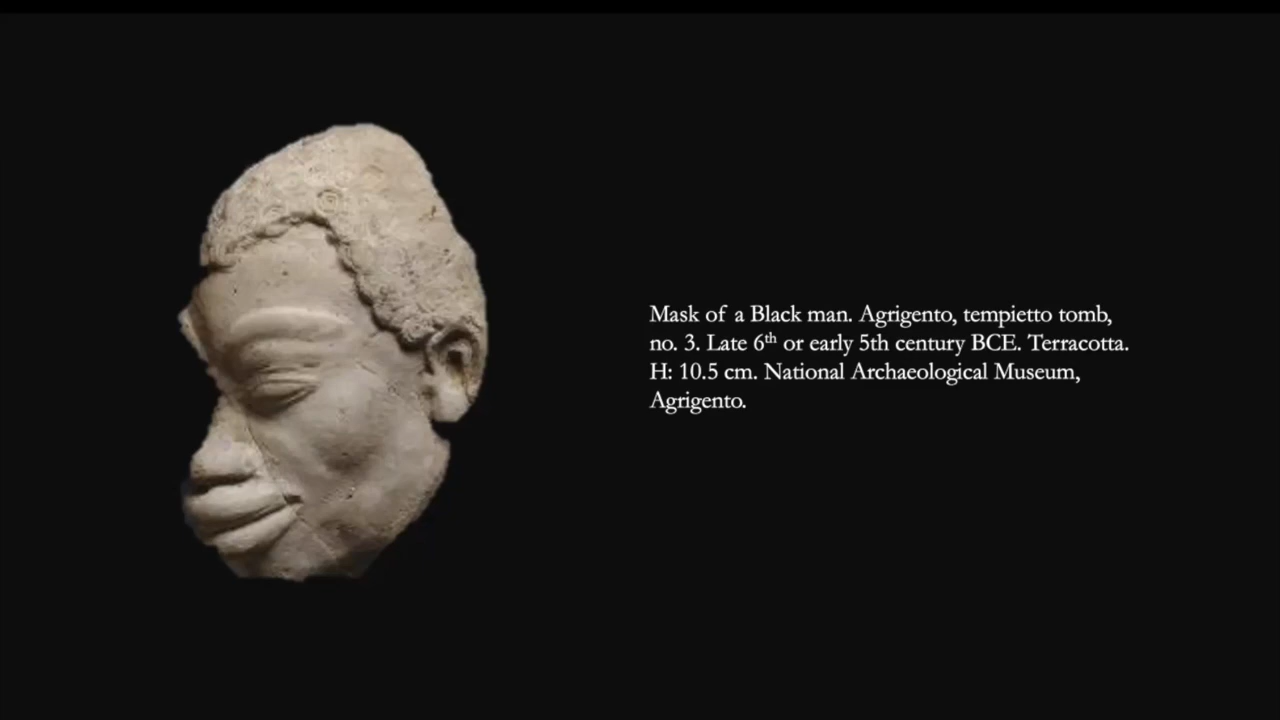 Mask of a Black man. Agrigento, tempietto tomb,
no. 3. Late 6th or early 5th century BCE. Terracotta.
H: 10.5 cm. National Archaeological Museum,
Agrigento.